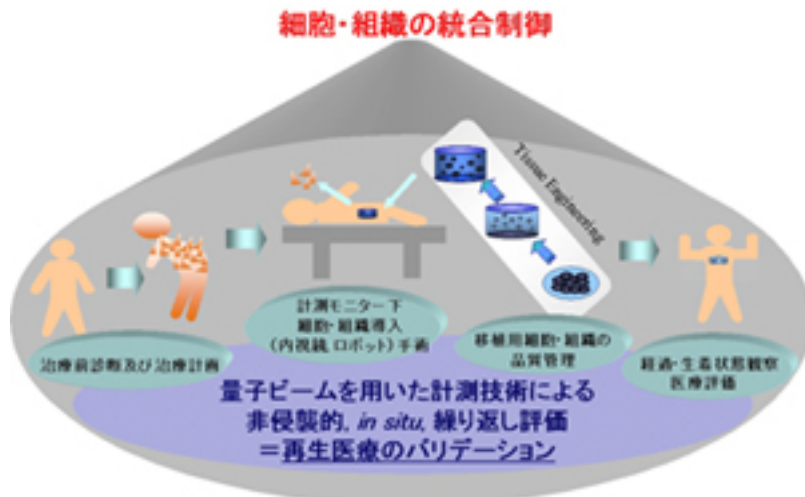 細胞・組織の統合制御
Tissue Engineering
治療前診断及び治療計画
計測モニター下
細胞・組織導入
(内視鏡,ロボット)手術
移植用細胞・組織の
品質管理
経過・生着状態観察
医療評価
量子ビームを用いた計測技術による
非侵襲的, in situ, 繰り返し評価
＝再生医療のバリデーション